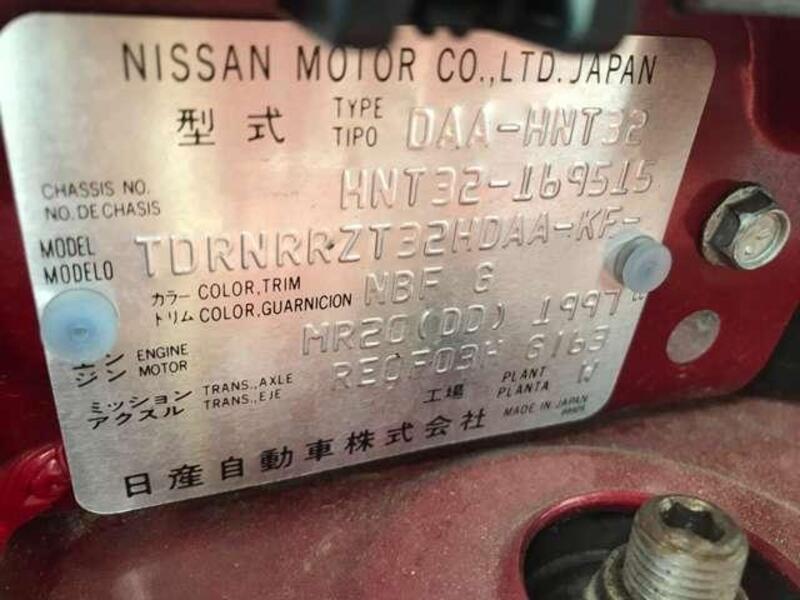 NISSAN MOTOR CO.,LTD.JAPAN
型式 TYPE TIPO DAA-HNT32
CHASSIS NO. NO.DE CHASIS HNT32-169515
MODEL MODELO TDRNRRZT32HDAA-KF-
カラー COLOR,TRIM
トリム COLOR,GUARNICION NBF G
ENGINE MR20(DD) 1997
ジン MOTOR
ミッション TRANS.,AXLE
アクスル TRANS.,EJE 6163
工場 PLANT PLANTA W
MADE IN JAPAN
日産自動車株式会社